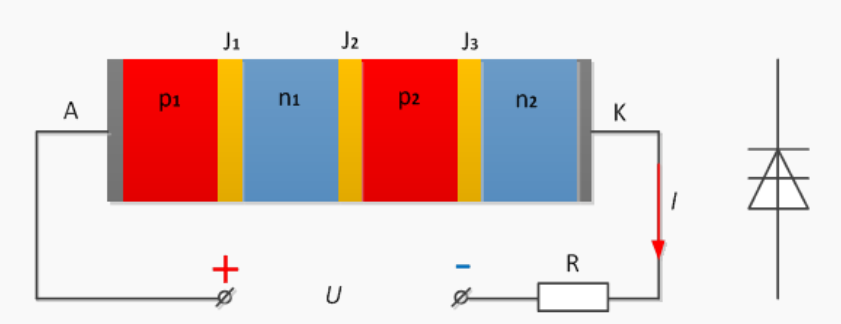 J₁ J₂ J₃
A p₁ n₁ p₂ n₂ K
I
+ U - R